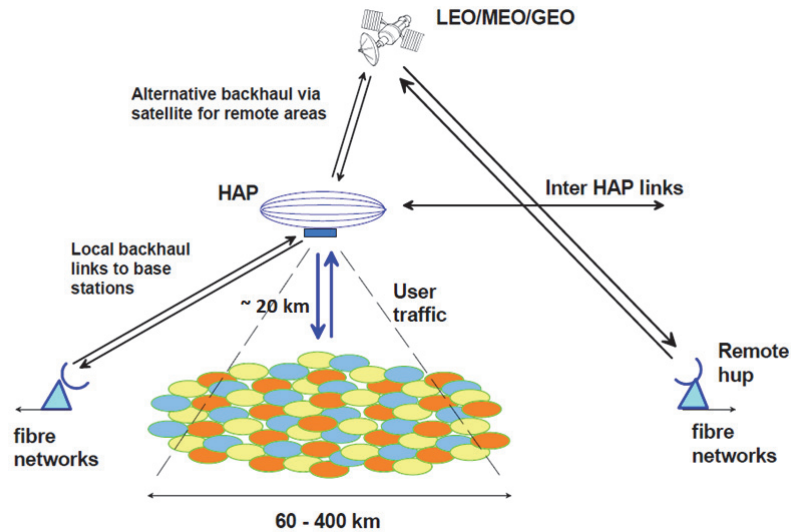 LEO/MEO/GEO
Alternative backhaul via
satellite for remote areas
HAP
Inter HAP links
Local backhaul
links to base
stations
~ 20 km
User
traffic
Remote
hup
fibre
networks
fibre
networks
60 - 400 km